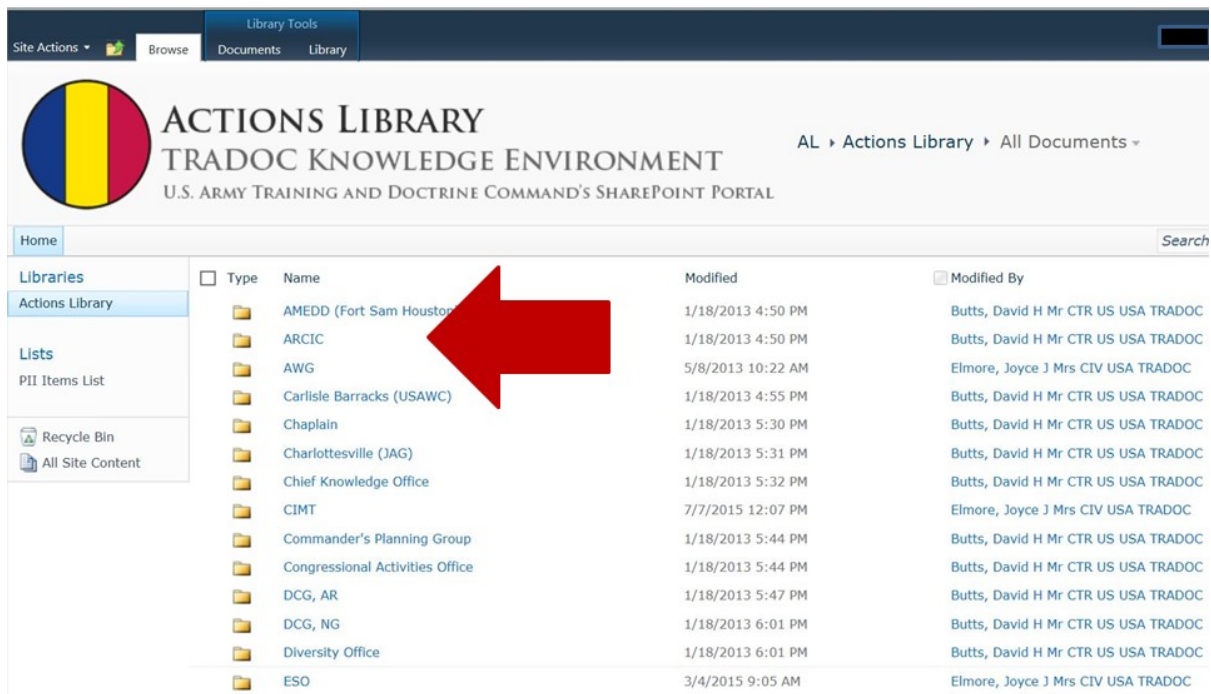 Library Tools
Site Actions Browse Documents Library
ACTIONS LIBRARY
TRADOC KNOWLEDGE ENVIRONMENT
U.S. ARMY TRAINING AND DOCTRINE COMMAND'S SHAREPOINT PORTAL
AL Actions Library All Documents
Home Search
Libraries
Actions Library
Lists
PII Items List
Recycle Bin
All Site Content
Type Name Modified Modified By
AMEDD (Fort Sam Houston) 1/18/2013 4:50 PM Butts, David H Mr CTR US USA TRADOC
ARCIC 1/18/2013 4:50 PM Butts, David H Mr CTR US USA TRADOC
AWG 5/8/2013 10:22 AM Elmore, Joyce J Mrs CIV USA TRADOC
Carlisle Barracks (USAWC) 1/18/2013 4:55 PM Butts, David H Mr CTR US USA TRADOC
Chaplain 1/18/2013 5:30 PM Butts, David H Mr CTR US USA TRADOC
Charlottesville (JAG) 1/18/2013 5:31 PM Butts, David H Mr CTR US USA TRADOC
Chief Knowledge Office 1/18/2013 5:32 PM Butts, David H Mr CTR US USA TRADOC
CIMT 7/7/2015 12:07 PM Elmore, Joyce J Mrs CIV USA TRADOC
Commander's Planning Group 1/18/2013 5:44 PM Butts, David H Mr CTR US USA TRADOC
Congressional Activities Office 1/18/2013 5:44 PM Butts, David H Mr CTR US USA TRADOC
DCG, AR 1/18/2013 5:47 PM Butts, David H Mr CTR US USA TRADOC
DCG, NG 1/18/2013 6:01 PM Butts, David H Mr CTR US USA TRADOC
Diversity Office 1/18/2013 6:01 PM Butts, David H Mr CTR US USA TRADOC
ESO 3/4/2015 9:05 AM Elmore, Joyce J Mrs CIV USA TRADOC